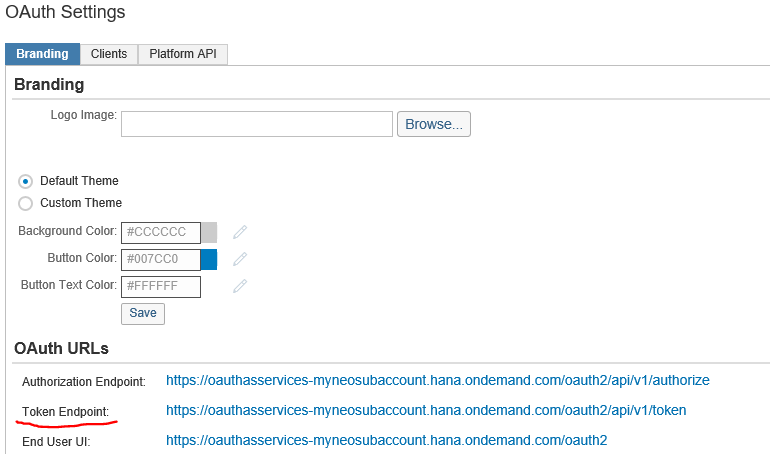 OAuth Settings
Branding Clients Platform API
Branding
Logo Image: Browse...
Default Theme
Custom Theme
Background Color: #CCCCCC
Button Color: #007CC0
Button Text Color: #FFFFFF
Save
OAuth URLs
Authorization Endpoint: https://oauthasservices-myneosubaccount.hana.ondemand.com/oauth2/api/v1/authorize
Token Endpoint: https://oauthasservices-myneosubaccount.hana.ondemand.com/oauth2/api/v1/token
End User UI: https://oauthasservices-myneosubaccount.hana.ondemand.com/oauth2